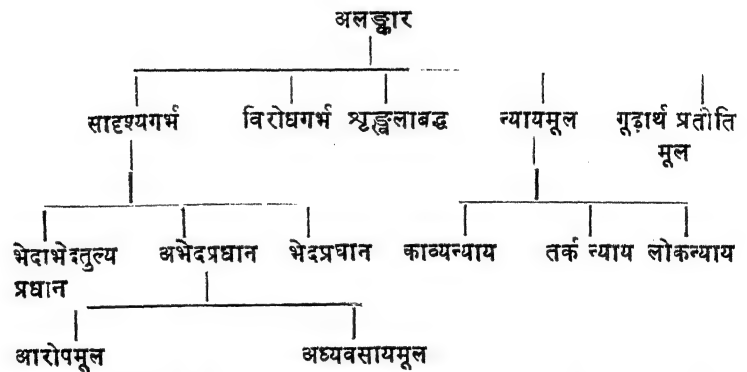 अलङ्कार
सादृश्यगर्भ विरोधगर्भ शृङ्खलाबद्ध न्यायमूल गूढ़ार्थ प्रतीति
मूल
भेदाभेदतुल्य अभेदप्रधान भेदप्रधान काव्यन्याय तर्क न्याय लोकन्याय
प्रधान
आरोपमूल अध्यवसायमूल